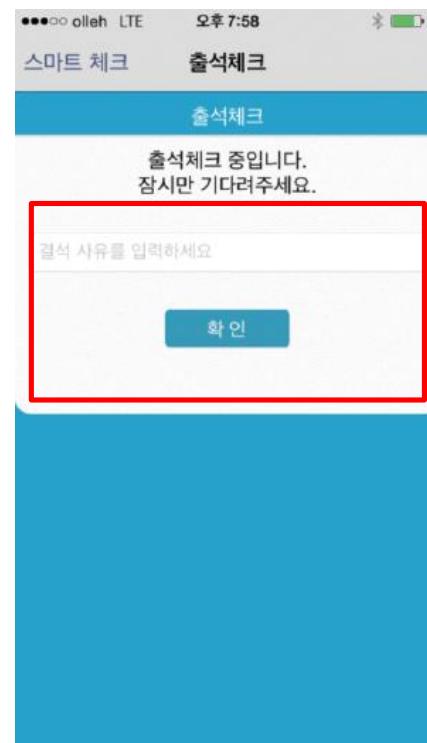 olleh LTE 오후 7:58
스마트 체크 출석체크
출석체크
출석체크 중입니다.
잠시만 기다려주세요.
결석 사유를 입력하세요
확인